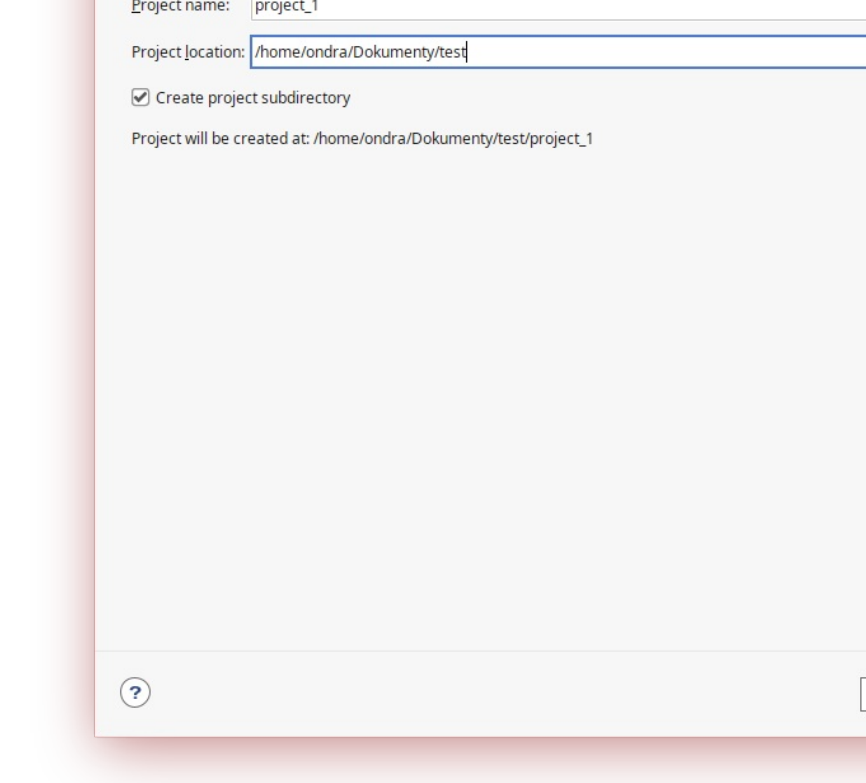 Project name: project_1
Project location: /home/ondra/Dokumenty/test
Create project subdirectory
Project will be created at: /home/ondra/Dokumenty/test/project_1
?